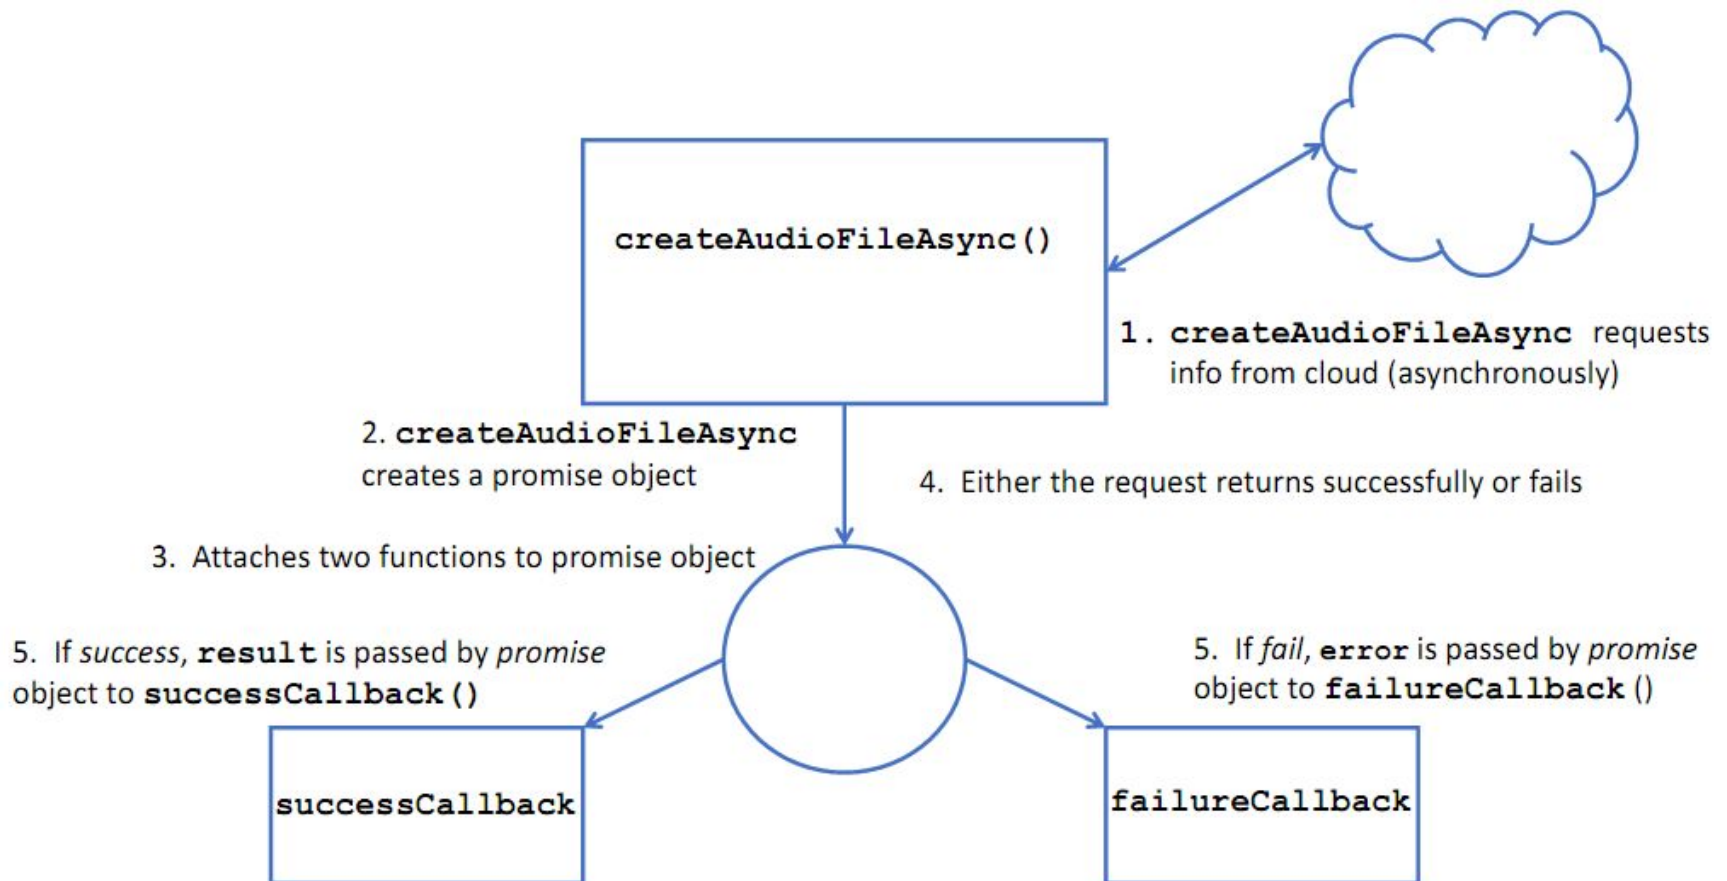 createAudioFileAsync()
1. createAudioFileAsync requests
info from cloud (asynchronously)
2. createAudioFileAsync
creates a promise object
4. Either the request returns successfully or fails
3. Attaches two functions to promise object
5. If success, result is passed by promise
object to successCallback()
5. If fail, error is passed by promise
object to failureCallback ()
successCallback
failureCallback